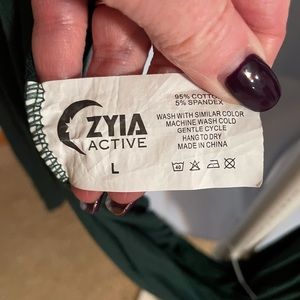 95% COTTON
5% SPANDEX
ZYIA
ACTIVE
L
WASH WITH SIMILAR COLOR
MACHINE WASH COLD
GENTLE CYCLE
HANG TO DRY
MADE IN CHINA
40